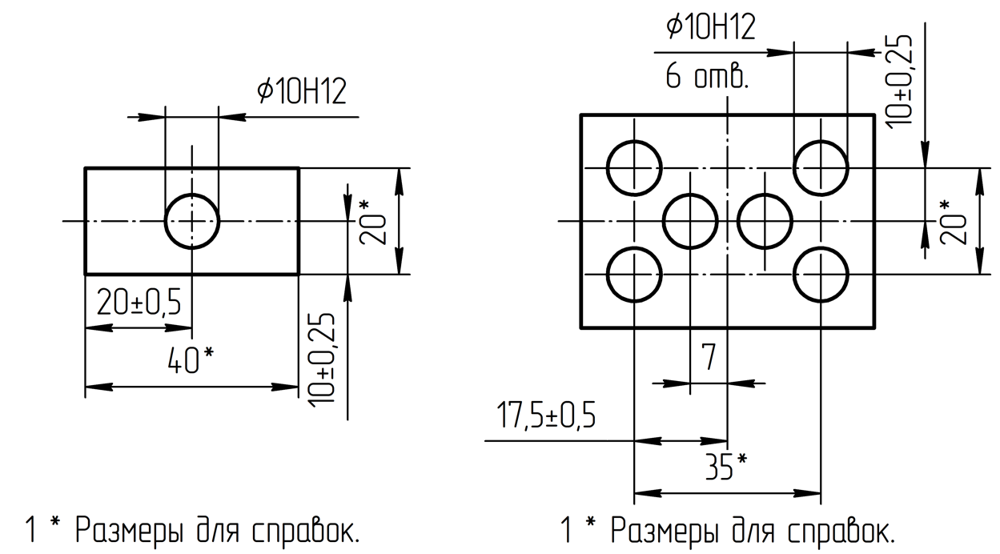 ⌀10H12
20*
20±0,5
10±0,25
40*
1 * Размеры для справок.
⌀10H12
6 отв.
10±0,25
20*
7
17,5±0,5
35*
1 * Размеры для справок.